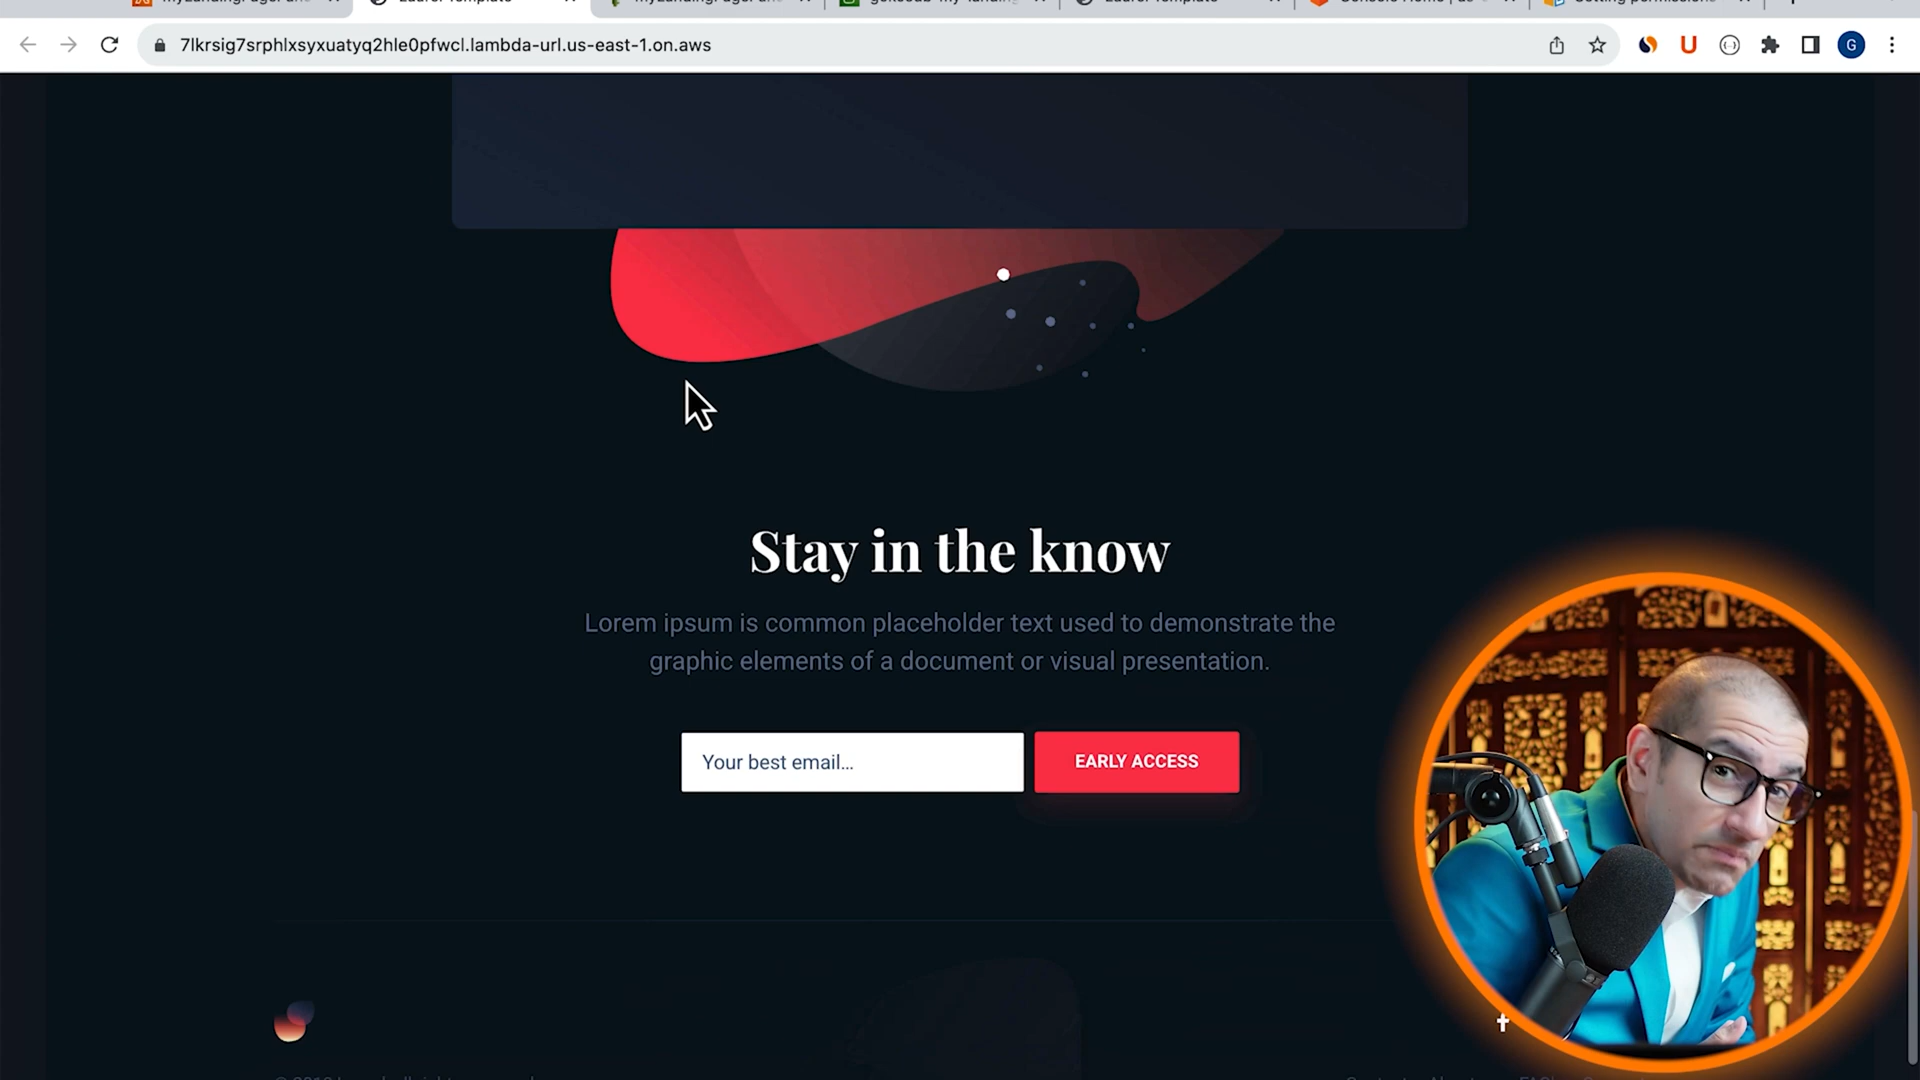 7lkrsig7srphlxsyxuatyq2hle0pfwcl.lambda-url.us-east-1.on.aws
G
Stay in the know
Lorem ipsum is common placeholder text used to demonstrate the
graphic elements of a document or visual presentation.
Your best email...
EARLY ACCESS